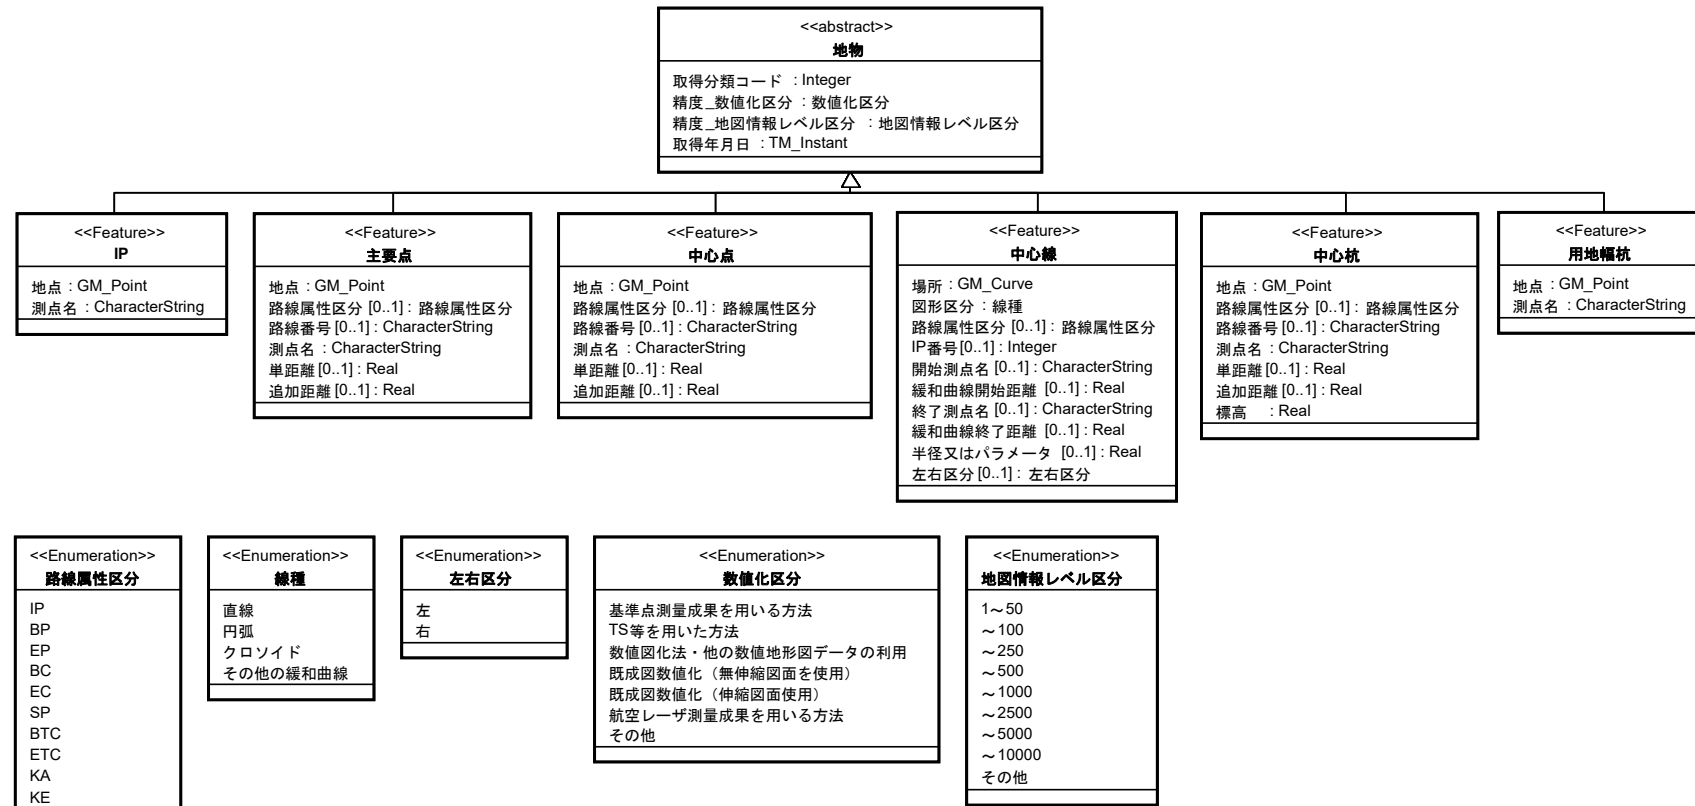 <<abstract>>
地物
取得分類コード : Integer
精度_数値化区分 : 数値化区分
精度_地図情報レベル区分 : 地図情報レベル区分
取得年月日 : TM_Instant
<<Feature>>
IP
地点 : GM_Point
測点名 : CharacterString
<<Feature>>
主要点
地点 : GM_Point
路線属性区分 [0..1] : 路線属性区分
路線番号 [0..1] : CharacterString
測点名 : CharacterString
単距離 [0..1] : Real
追加距離 [0..1] : Real
<<Feature>>
中心点
地点 : GM_Point
路線属性区分 [0..1] : 路線属性区分
路線番号 [0..1] : CharacterString
測点名 : CharacterString
単距離 [0..1] : Real
追加距離 [0..1] : Real
<<Feature>>
中心線
場所 : GM_Curve
図形区分 : 線種
路線属性区分 [0..1] : 路線属性区分
IP番号 [0..1] : Integer
開始測点名 [0..1] : CharacterString
緩和曲線開始距離 [0..1] : Real
終了測点名 [0..1] : CharacterString
緩和曲線終了距離 [0..1] : Real
半径又はパラメータ [0..1] : Real
左右区分 [0..1] : 左右区分
<<Feature>>
中心杭
地点 : GM_Point
路線属性区分 [0..1] : 路線属性区分
路線番号 [0..1] : CharacterString
測点名 : CharacterString
単距離 [0..1] : Real
追加距離 [0..1] : Real
標高 : Real
<<Feature>>
用地幅杭
地点 : GM_Point
測点名 : CharacterString
<<Enumeration>>
路線属性区分
IP
BP
EP
BC
EC
SP
BTC
ETC
KA
KE
<<Enumeration>>
線種
直線
円弧
クロソイド
その他の緩和曲線
<<Enumeration>>
左右区分
左
右
<<Enumeration>>
数値化区分
基準点測量成果を用いる方法
TS等を用いた方法
数値図化法・他の数値地形図データの利用
既成図数値化（無伸縮図面を使用）
既成図数値化（伸縮図面使用）
航空レーザ測量成果を用いる方法
その他
<<Enumeration>>
地図情報レベル区分
1～50
～100
～250
～500
～1000
～2500
～5000
～10000
その他